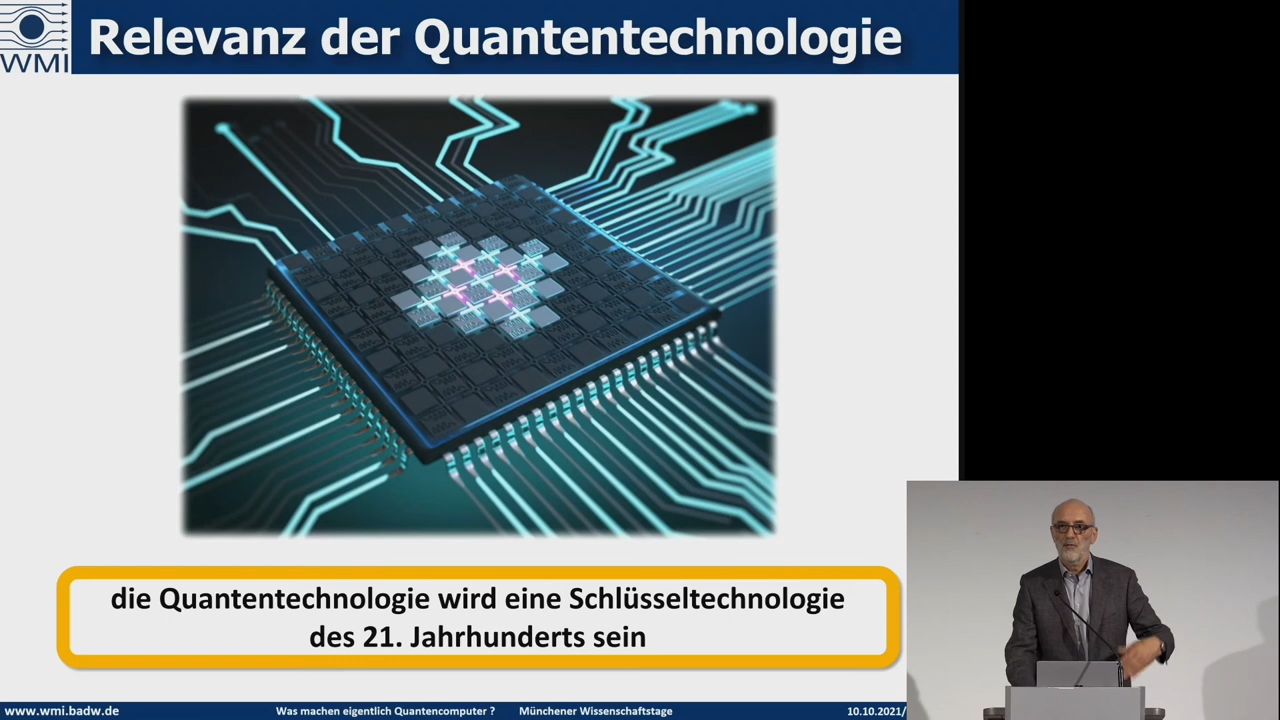 WMI
Relevanz der Quantentechnologie
die Quantentechnologie wird eine Schlüsseltechnologie
des 21. Jahrhunderts sein
www.wmi.badw.de
Was machen eigentlich Quantencomputer ?
Münchener Wissenschaftstage
10.10.2021/